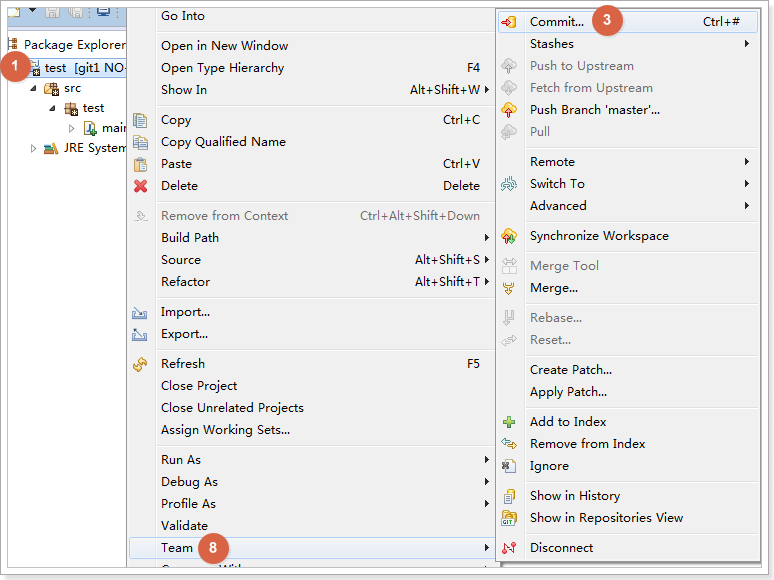 Package Explorer
1
test [git1 NO-
src
test
main
JRE System
Go Into
Open in New Window
Open Type Hierarchy F4
Show In Alt+Shift+W
Copy Ctrl+C
Copy Qualified Name
Paste Ctrl+V
Delete Delete
Remove from Context Ctrl+Alt+Shift+Down
Build Path
Source Alt+Shift+S
Refactor Alt+Shift+T
Import...
Export...
Refresh F5
Close Project
Close Unrelated Projects
Assign Working Sets...
Run As
Debug As
Profile As
Validate
Team 8
Commit... 3 Ctrl+#
Stashes
Push to Upstream
Fetch from Upstream
Push Branch 'master'...
Pull
Remote
Switch To
Advanced
Synchronize Workspace
Merge Tool
Merge...
Rebase...
Reset...
Create Patch...
Apply Patch...
Add to Index
Remove from Index
Ignore
Show in History
GIT Show in Repositories View
Disconnect